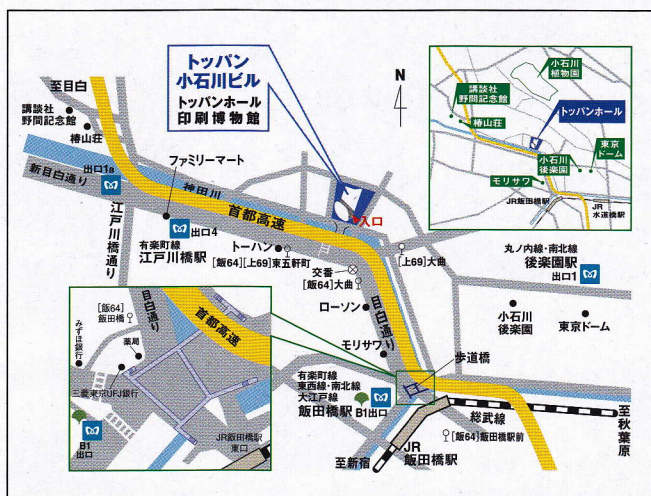 至目白
講談社
野間記念館
椿山荘
トッパン
小石川ビル
トッパンホール
印刷博物館
N
小石川
植物園
講談社
野間記念館
椿山荘
トッパンホール
東京
ドーム
小石川
後楽園
モリサワ
JR飯田橋駅
JR
水道橋駅
新目白通り
出口1a
ファミリーマート
神田川
首都高速
入口
江戸川橋通り
出口4
有楽町線
江戸川橋駅
トーハン
[飯64][上69]東五軒町
[上69]大曲
交番
[飯64]大曲
丸ノ内線・南北線
後楽園駅
出口1
目白通り
ローソン
モリサワ
小石川
後楽園
東京ドーム
歩道橋
有楽町線
東西線・南北線
大江戸線
飯田橋駅
B1出口
総武線
至秋葉原
[飯64]飯田橋駅前
JR
飯田橋駅
至新宿
目白通り
首都高速
[飯64]
飯田橋
みずほ銀行
薬局
三菱東京UFJ銀行
B1
出口
JR飯田橋駅
東口